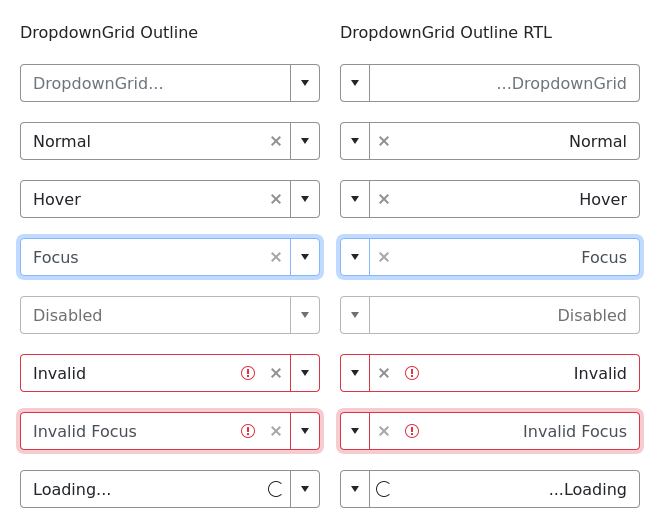 DropdownGrid Outline
DropdownGrid Outline RTL
DropdownGrid...
...DropdownGrid
Normal
Normal
Hover
Hover
Focus
Focus
Disabled
Disabled
Invalid
Invalid
Invalid Focus
Invalid Focus
Loading...
...Loading